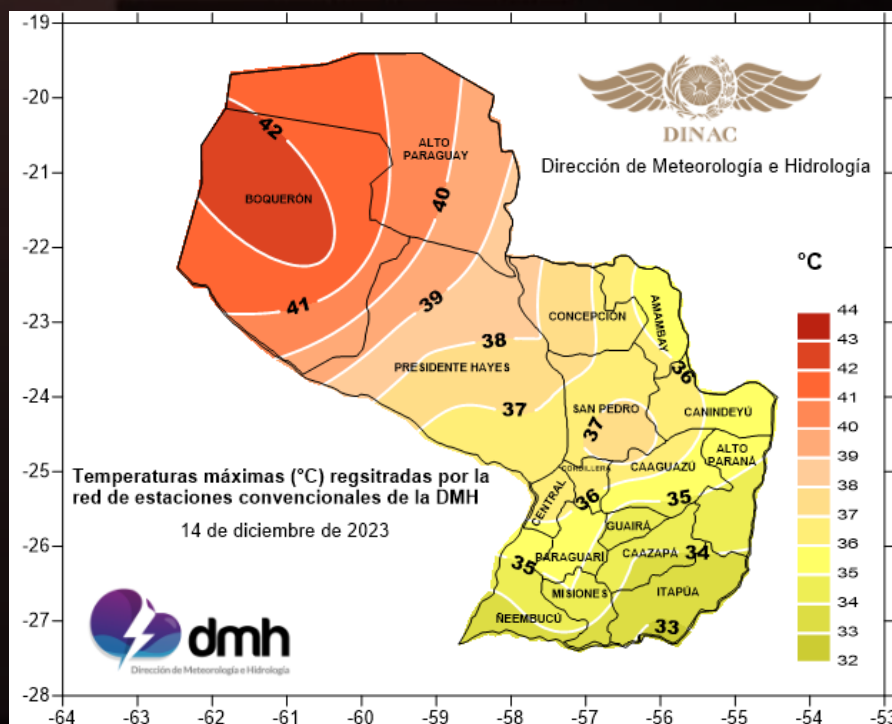 -19
-20
-21
-22
-23
-24
-25
-26
-27
-28
-64
-63
-62
-61
-60
-59
-58
-57
-56
-55
-54
-53
DINAC
Dirección de Meteorología e Hidrología
42
ALTO
PARAGUAY
BOQUERÓN
40
41
39
38
PRESIDENTE HAYES
37
CONCEPCIÓN
AMAMBAY
36
SAN PEDRO
37
CANINDEYÚ
CORDILLERA
CAAGUAZÚ
ALTO
PARANÁ
CENTRAL
36
35
GUAIRÁ
35
PARAGUARÍ
CAAZAPÁ
34
MISIONES
ITAPÚA
ÑEEMBUCÚ
33
°C
44
43
42
41
40
39
38
37
36
35
34
33
32
Temperaturas máximas (°C) regsitradas por la
red de estaciones convencionales de la DMH
14 de diciembre de 2023
dmh
Dirección de Meteorología e Hidrología